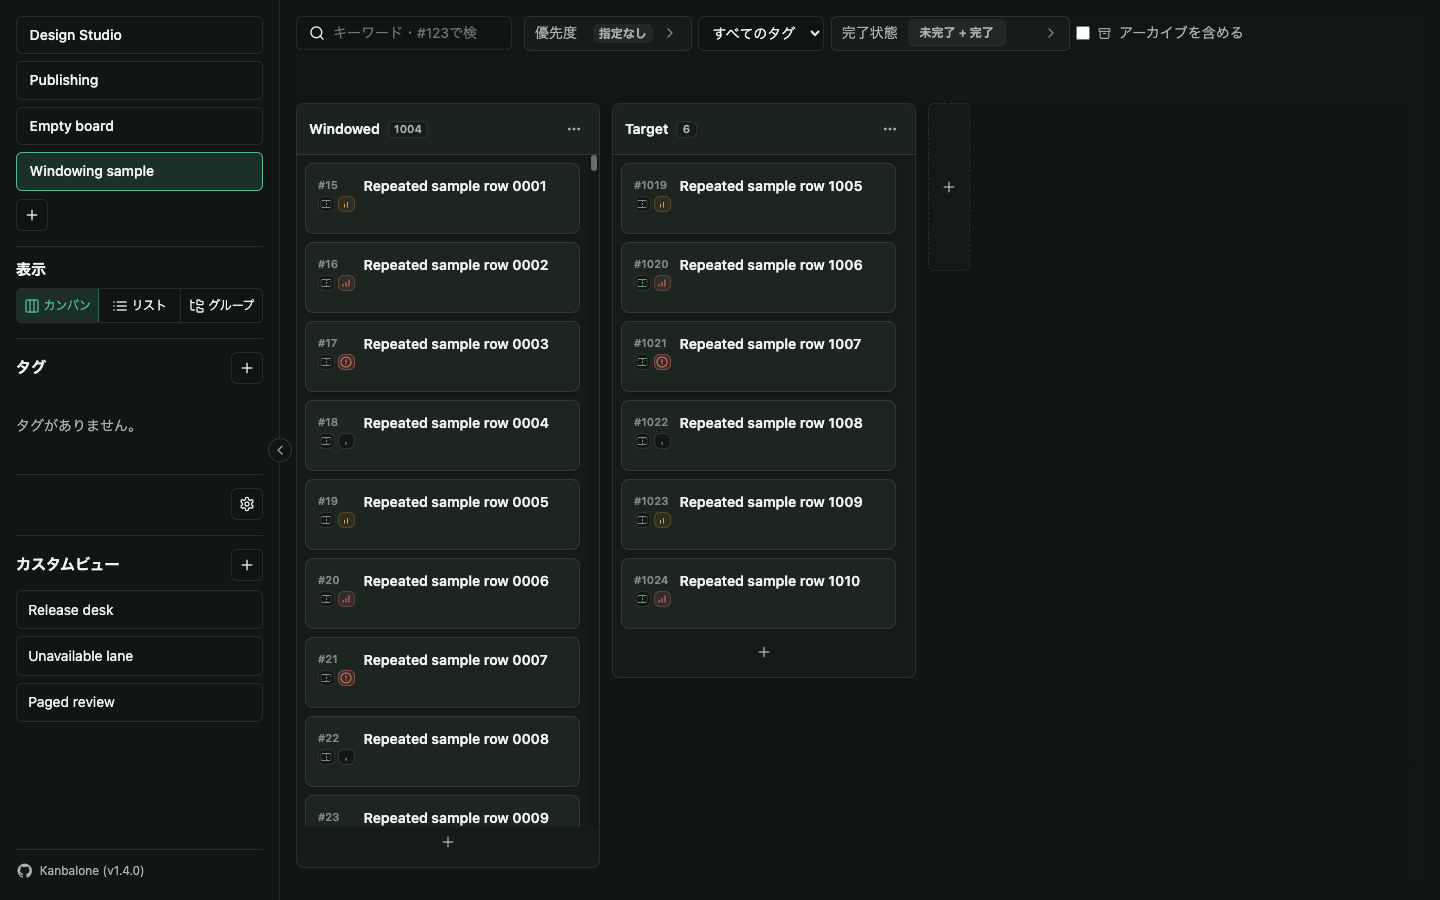 Design Studio
Publishing
Empty board
Windowing sample
表示
カンバン
リスト
グループ
タグ
タグがありません。
カスタムビュー
Release desk
Unavailable lane
Paged review
Kanbalone (v1.4.0)
キーワード・#123で検
優先度 指定なし
すべてのタグ
完了状態 未完了 + 完了
アーカイブを含める
Windowed 1004
#15 Repeated sample row 0001
#16 Repeated sample row 0002
#17 Repeated sample row 0003
#18 Repeated sample row 0004
#19 Repeated sample row 0005
#20 Repeated sample row 0006
#21 Repeated sample row 0007
#22 Repeated sample row 0008
#23 Repeated sample row 0009
Target 6
#1019 Repeated sample row 1005
#1020 Repeated sample row 1006
#1021 Repeated sample row 1007
#1022 Repeated sample row 1008
#1023 Repeated sample row 1009
#1024 Repeated sample row 1010